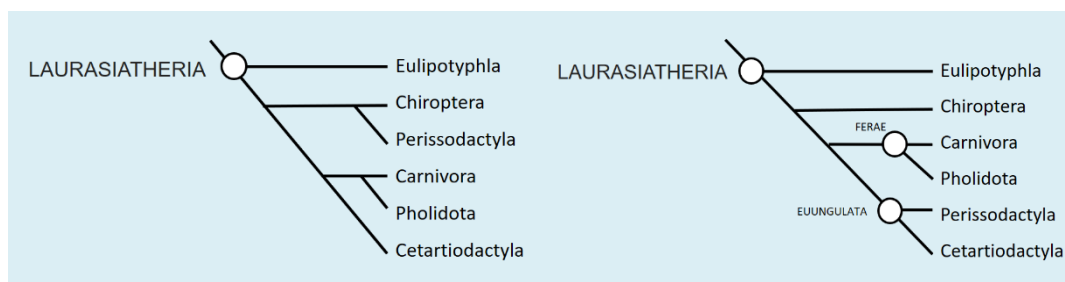 LAURASIATHERIA
Eulipotyphla
Chiroptera
Perissodactyla
Carnivora
Pholidota
Cetartiodactyla
LAURASIATHERIA
Eulipotyphla
Chiroptera
FERAE
Carnivora
Pholidota
EUUNGULATA
Perissodactyla
Cetartiodactyla